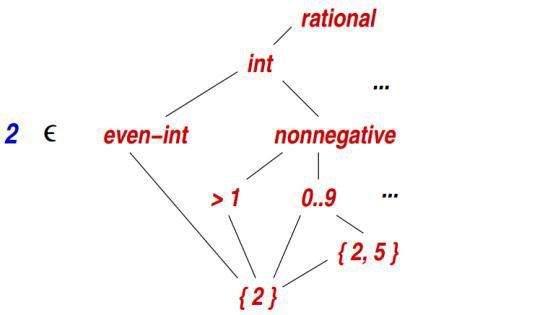 rational
int
...
2 ϵ even–int nonnegative
> 1 0..9 ...
{ 2, 5 }
{ 2 }